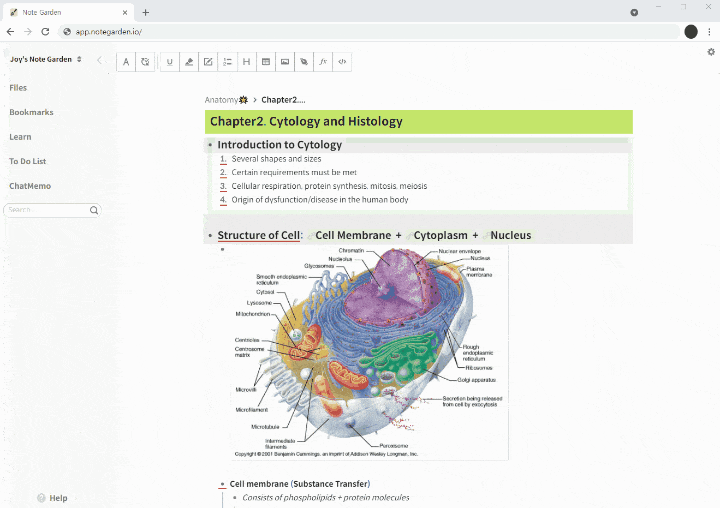 Note Garden
app.notegarden.io/
Joy's Note Garden
Files
Bookmarks
Learn
To Do List
ChatMemo
Search...
Help
A
U
H
fx
</>
Anatomy > Chapter2....
Chapter2. Cytology and Histology
Introduction to Cytology
1. Several shapes and sizes
2. Certain requirements must be met
3. Cellular respiration, protein synthesis, mitosis, meiosis
4. Origin of dysfunction/disease in the human body
Structure of Cell: Cell Membrane + Cytoplasm + Nucleus
Chromatin
Nucleolus
Glycosomes
Smooth endoplasmic
reticulum
Cytosol
Lysosome
Mitochondrion
Centrioles
Centrosome
matrix
Microvilli
Microfilament
Microtubule
Intermediate
filaments
Nuclear envelope
Nucleus
Plasma
membrane
Rough
endoplasmic
reticulum
Ribosomes
Golgi apparatus
Secretion being released
from cell by exocytosis
Peroxisome
Copyright © 2001 Benjamin Cummings, an imprint of Addison Wesley Longman, Inc.
Cell membrane (Substance Transfer)
Consists of phospholipids + protein molecules